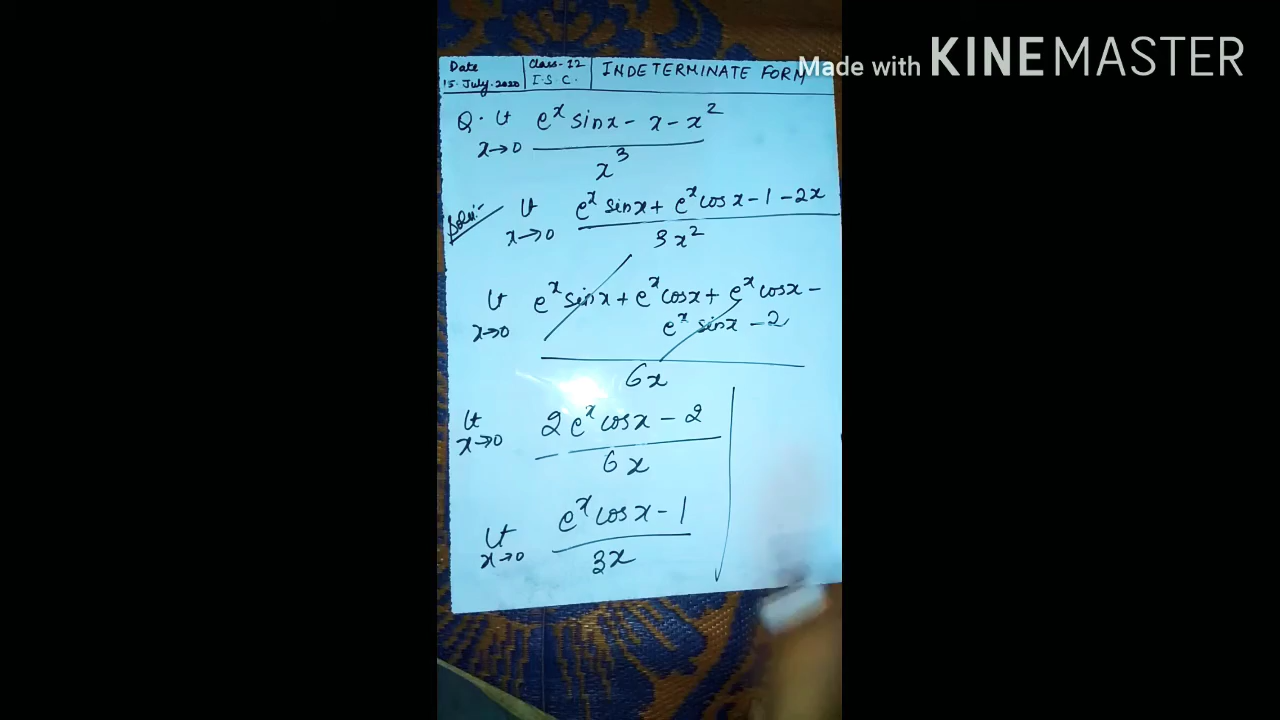 Made with KINEMASTER
Date
15. July. 2020
Class - 12
I. S. C.
INDETERMINATE FORM
Q. Lt x→0 (e^x sin x - x - x^2) / x^3
Soln:- Lt x→0 (e^x sin x + e^x cos x - 1 - 2x) / 3x^2
Lt x→0 e^x sin x + e^x cos x + e^x cos x -
e^x sin x - 2
6x
Lt x→0 (2 e^x cos x - 2) / 6x
Lt x→0 (e^x cos x - 1) / 3x